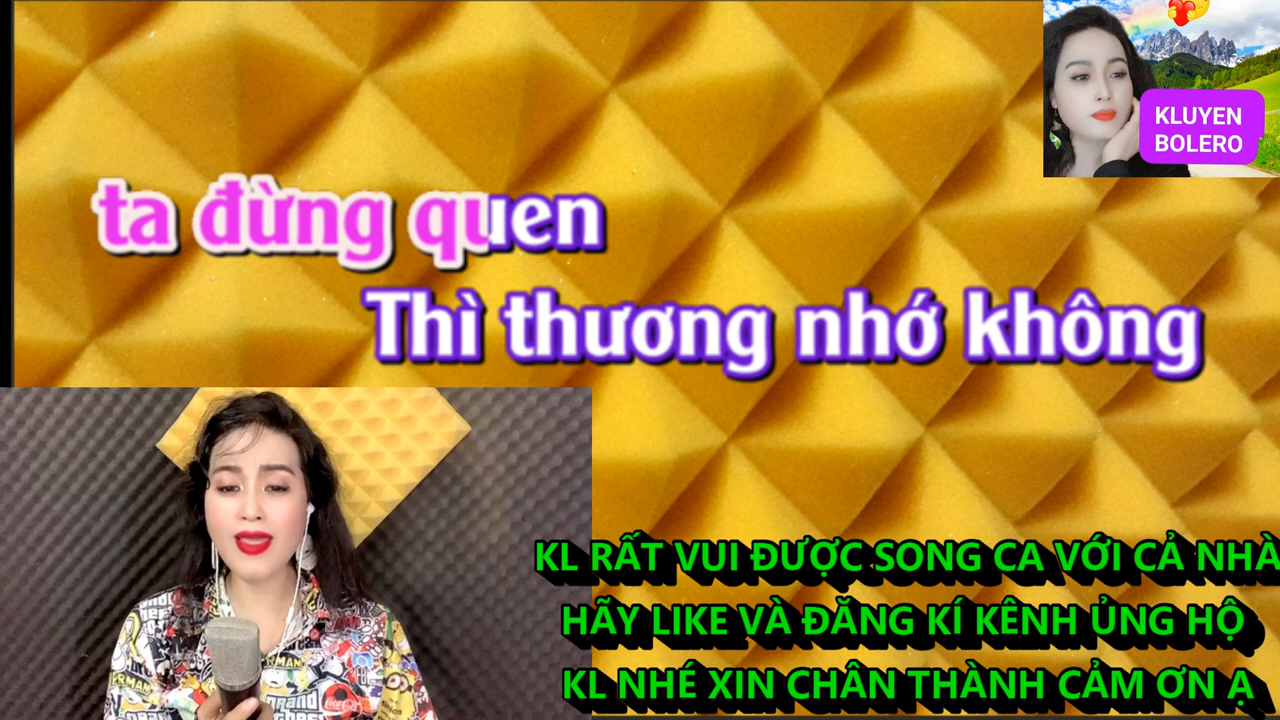 KLUYEN
BOLERO
ta đừng quen
Thì thương nhớ không
KL RẤT VUI ĐƯỢC SONG CA VỚI CẢ NHÀ
HÃY LIKE VÀ ĐĂNG KÍ KÊNH ỦNG HỘ
KL NHÉ XIN CHÂN THÀNH CẢM ƠN Ạ